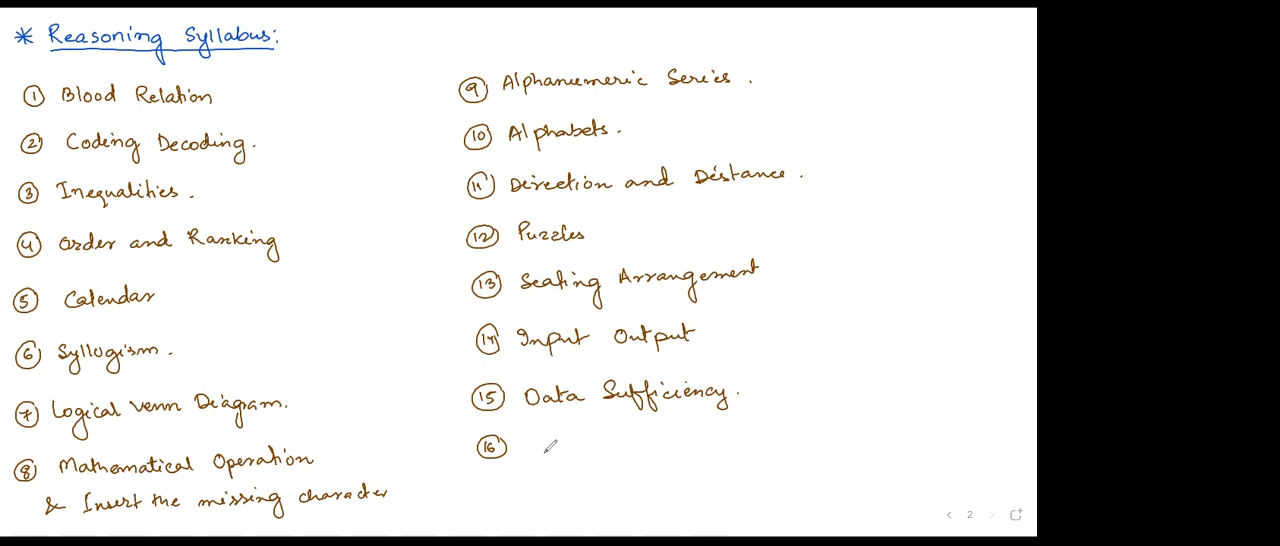 * Reasoning Syllabus:
① Blood Relation
② Coding Decoding.
③ Inequalities.
④ Order and Ranking
⑤ Calendar
⑥ Syllogism.
⑦ Logical Venn Diagram.
⑧ Mathematical Operation
& Insert the missing character
⑨ Alphanumeric Series.
⑩ Alphabets.
⑪ Direction and Distance.
⑫ Puzzles
⑬ Seating Arrangement
⑭ Input Output
⑮ Data Sufficiency.
⑯
< 2 >